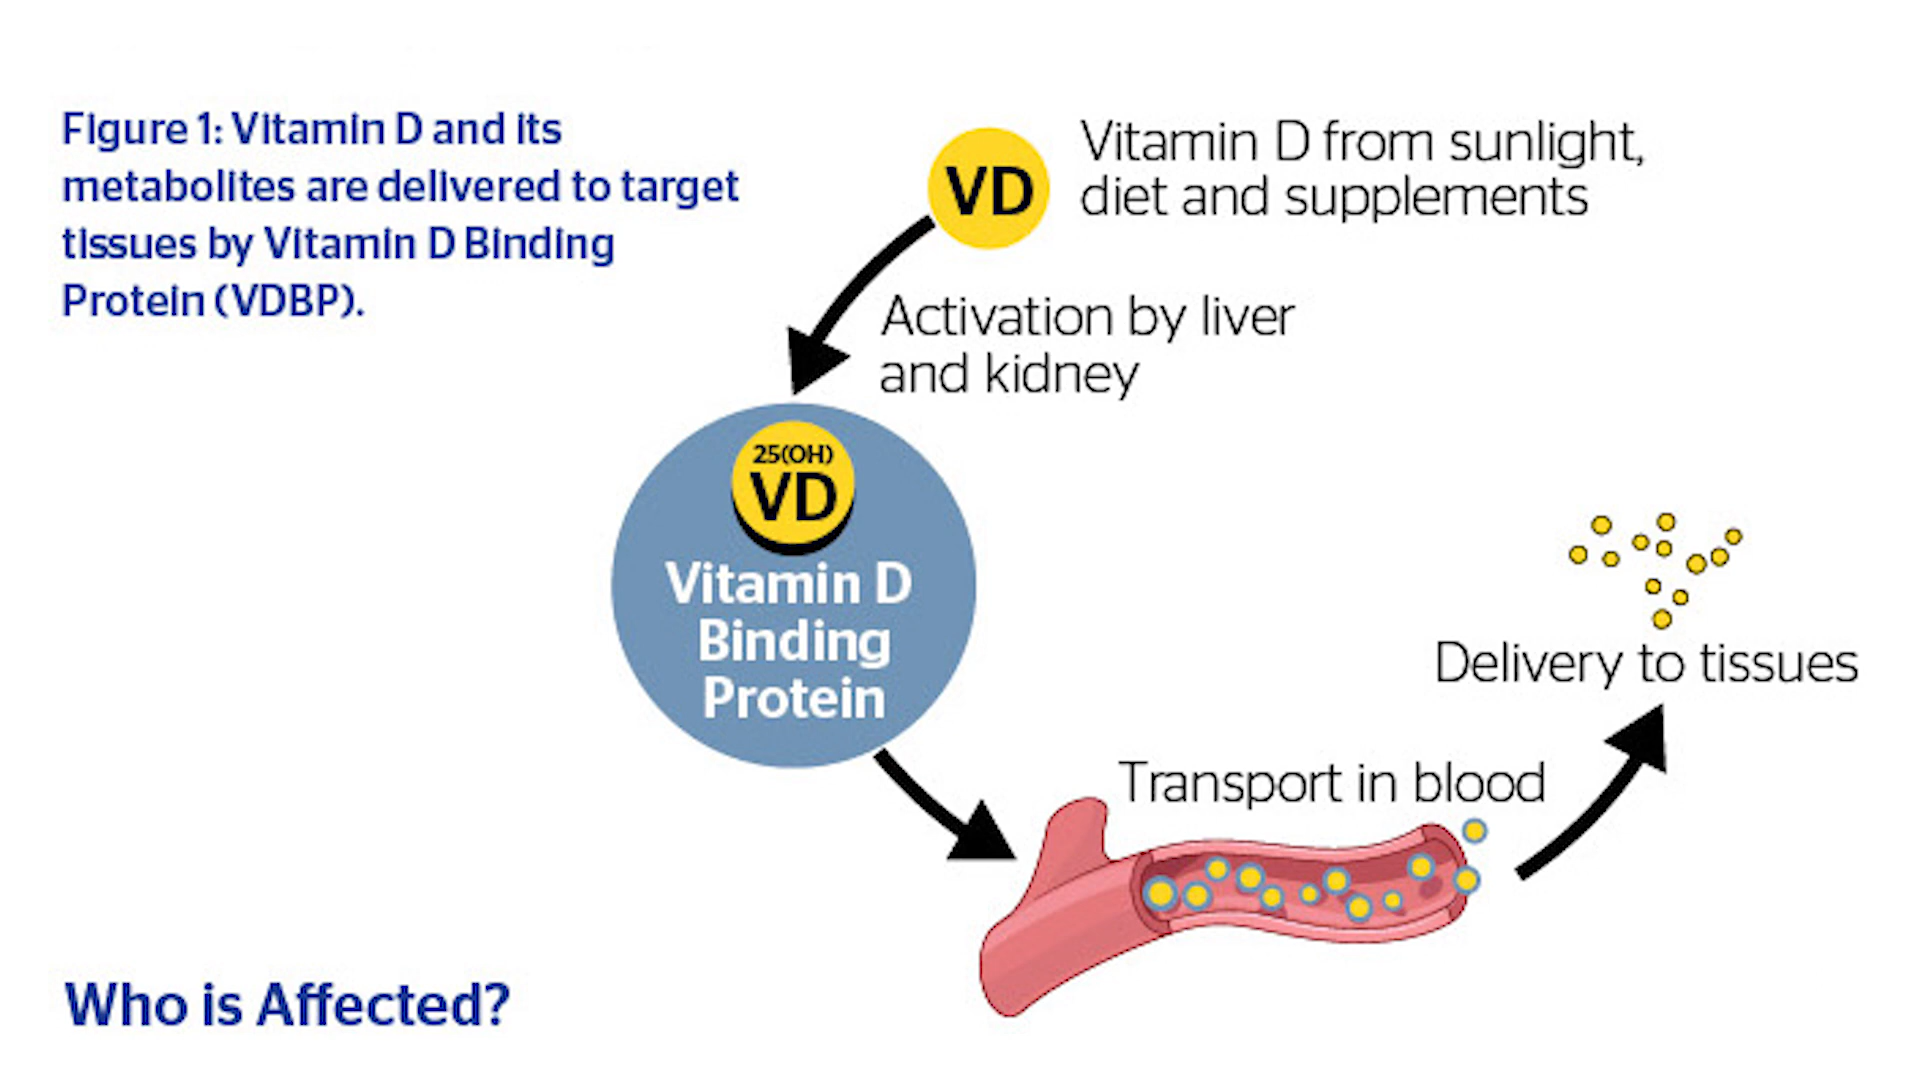 Figure 1: Vitamin D and its
metabolites are delivered to target
tissues by Vitamin D Binding
Protein (VDBP).
VD
Vitamin D from sunlight,
diet and supplements
Activation by liver
and kidney
25(OH)
VD
Vitamin D
Binding
Protein
Delivery to tissues
Transport in blood
Who is Affected?